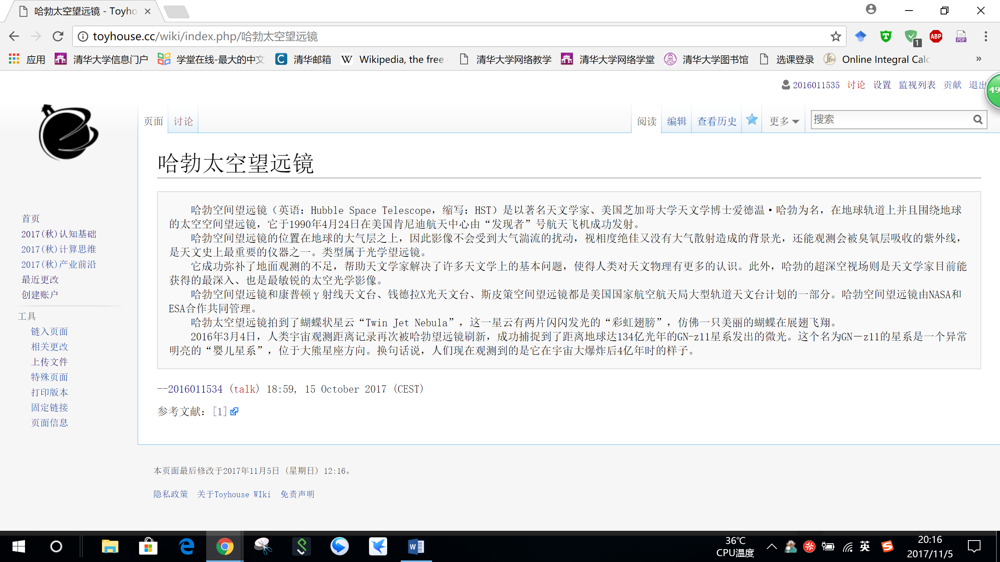 哈勃太空望远镜 - Toyho
toyhouse.cc/wiki/index.php/哈勃太空望远镜
ABP
PDF
1
应用 清华大学信息门户 学堂在线-最大的中文 清华邮箱 W Wikipedia, the free 清华大学网络教学 清华大学网络学堂 清华大学图书馆 选课登录 Online Integral Calc »
2016011535 讨论 设置 监视列表 贡献 退出
49
页面 讨论 阅读 编辑 查看历史 更多 搜索
哈勃太空望远镜
哈勃空间望远镜（英语：Hubble Space Telescope，缩写：HST）是以著名天文学家、美国芝加哥大学天文学博士爱德温·哈勃为名，在地球轨道上并且围绕地球
的太空空间望远镜，它于1990年4月24日在美国肯尼迪航天中心由“发现者”号航天飞机成功发射。
哈勃空间望远镜的位置在地球的大气层之上，因此影像不会受到大气湍流的扰动，视相度绝佳又没有大气散射造成的背景光，还能观测会被臭氧层吸收的紫外线，
是天文史上最重要的仪器之一。类型属于光学望远镜。
它成功弥补了地面观测的不足，帮助天文学家解决了许多天文学上的基本问题，使得人类对天文物理有更多的认识。此外，哈勃的超深空视场则是天文学家目前能
获得的最深入、也是最敏锐的太空光学影像。
哈勃空间望远镜和康普顿γ射线天文台、钱德拉X光天文台、斯皮策空间望远镜都是美国国家航空航天局大型轨道天文台计划的一部分。哈勃空间望远镜由NASA和
ESA合作共同管理。
哈勃太空望远镜拍到了蝴蝶状星云“Twin Jet Nebula”，这一星云有两片闪闪发光的“彩虹翅膀”，仿佛一只美丽的蝴蝶在展翅飞翔。
2016年3月4日，人类宇宙观测距离记录再次被哈勃望远镜刷新，成功捕捉到了距离地球达134亿光年的GN-z11星系发出的微光。这个名为GN－z11的星系是一个异常
明亮的“婴儿星系”，位于大熊星座方向。换句话说，人们现在观测到的是它在宇宙大爆炸后4亿年时的样子。
--2016011534 (talk) 18:59, 15 October 2017 (CEST)
参考文献：[1]
首页
2017(秋)认知基础
2017(秋)计算思维
2017(秋)产业前沿
最近更改
创建账户
工具
链入页面
相关更改
上传文件
特殊页面
打印版本
固定链接
页面信息
本页面最后修改于2017年11月5日 (星期日) 12:16。
隐私政策 关于Toyhouse WIki 免责声明
36℃
CPU温度
英
20:16
2017/11/5